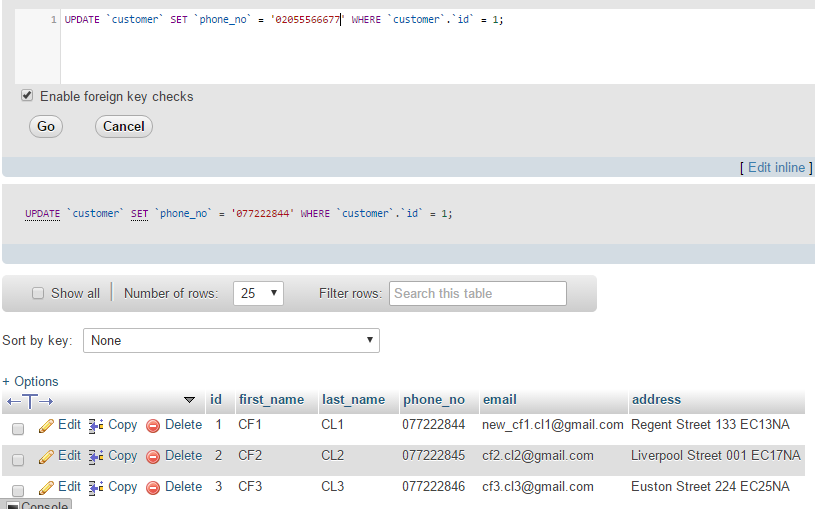 1 UPDATE `customer` SET `phone_no` = '02055566677' WHERE `customer`.`id` = 1;
Enable foreign key checks
Go Cancel
[ Edit inline ]
UPDATE `customer` SET `phone_no` = '077222844' WHERE `customer`.`id` = 1;
Show all Number of rows: 25 Filter rows: Search this table
Sort by key: None
+ Options
←T→ id first_name last_name phone_no email address
Edit Copy Delete 1 CF1 CL1 077222844 new_cf1.cl1@gmail.com Regent Street 133 EC13NA
Edit Copy Delete 2 CF2 CL2 077222845 cf2.cl2@gmail.com Liverpool Street 001 EC17NA
Edit Copy Delete 3 CF3 CL3 077222846 cf3.cl3@gmail.com Euston Street 224 EC25NA
Console